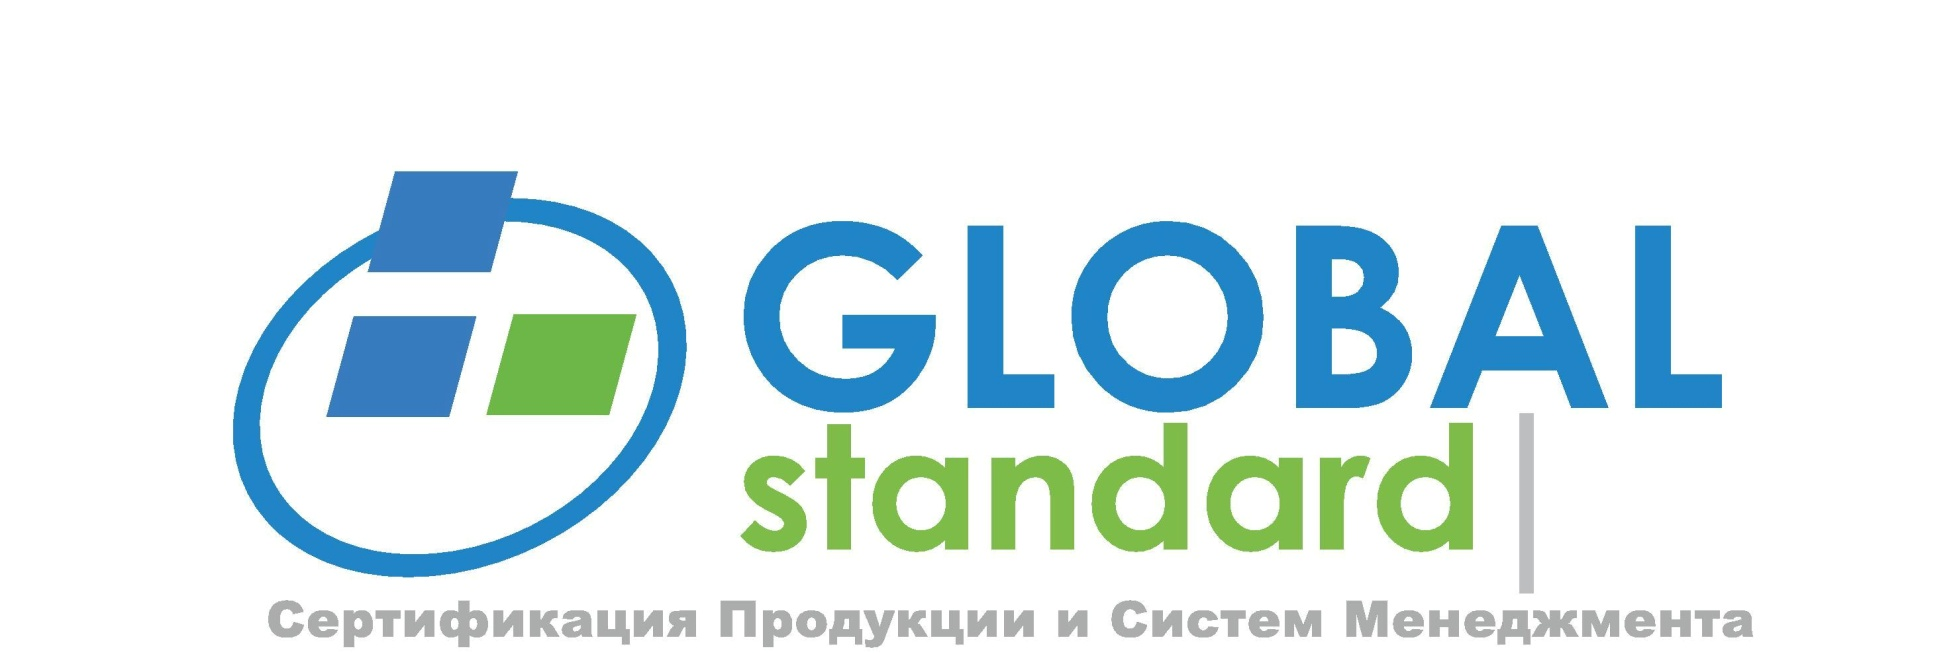 GLOBAL
standard
Сертификация Продукции и Систем Менеджмента